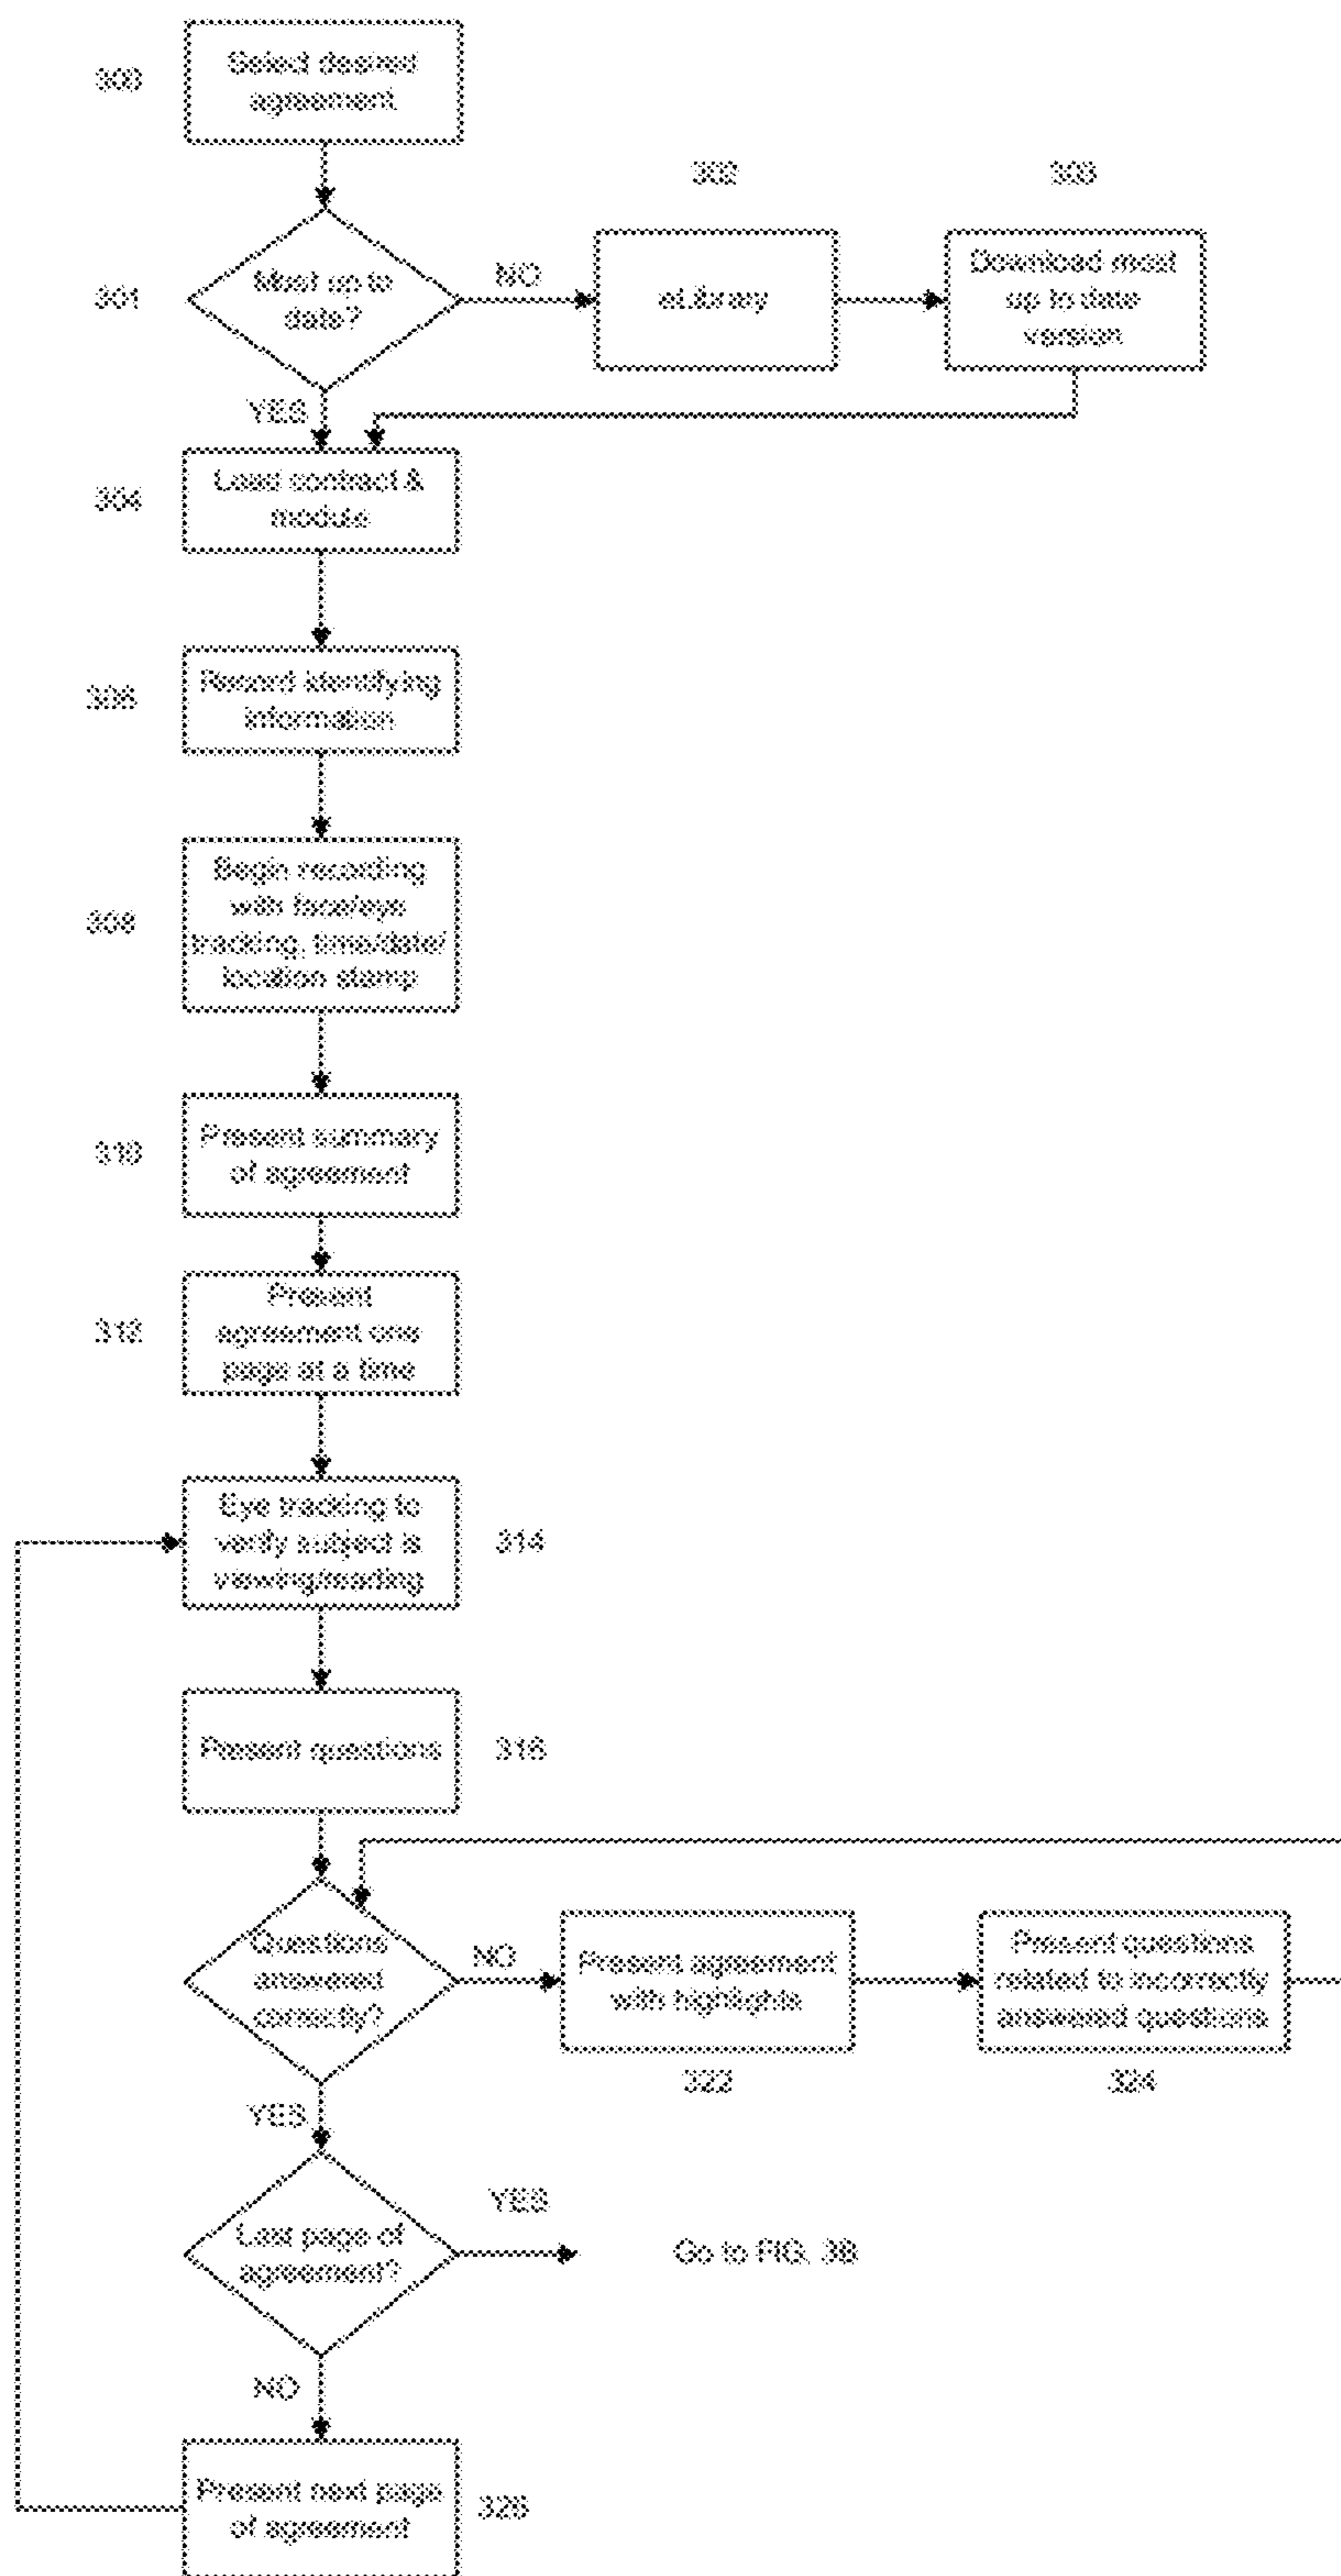 300
Select desired
agreement
302
303
301
Most up to
date?
NO
eLibrary
Download most
up to date
version
YES
304
Load contract &
module
306
Record identifying
information
308
Begin recording
with face/eye
tracking, time/date/
location stamp
310
Present summary
of agreement
312
Present
agreement one
page at a time
Eye tracking to
verify subject is
viewing/reading
314
Present questions
316
Questions
answered
correctly?
NO
Present agreement
with highlights
Present questions
related to incorrectly
answered questions
322
324
YES
Last page of
agreement?
YES
Go to FIG. 3B
NO
Present next page
of agreement